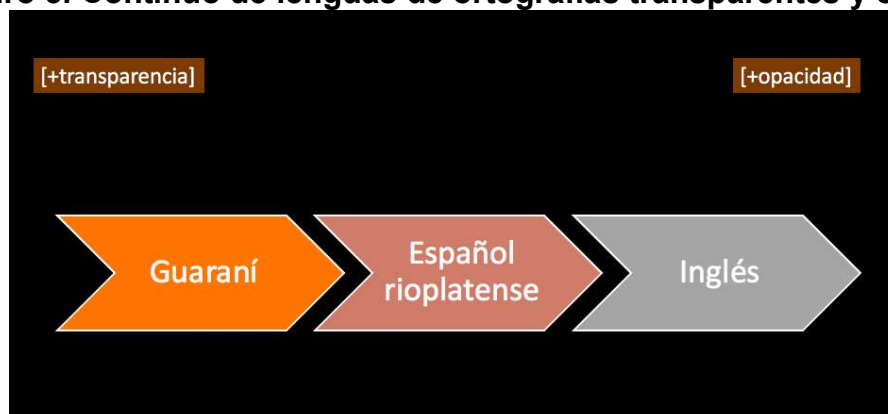 Continuo de lenguas de ortografías transparentes y
[+transparencia]
[+opacidad]
Guaraní
Español
rioplatense
Inglés